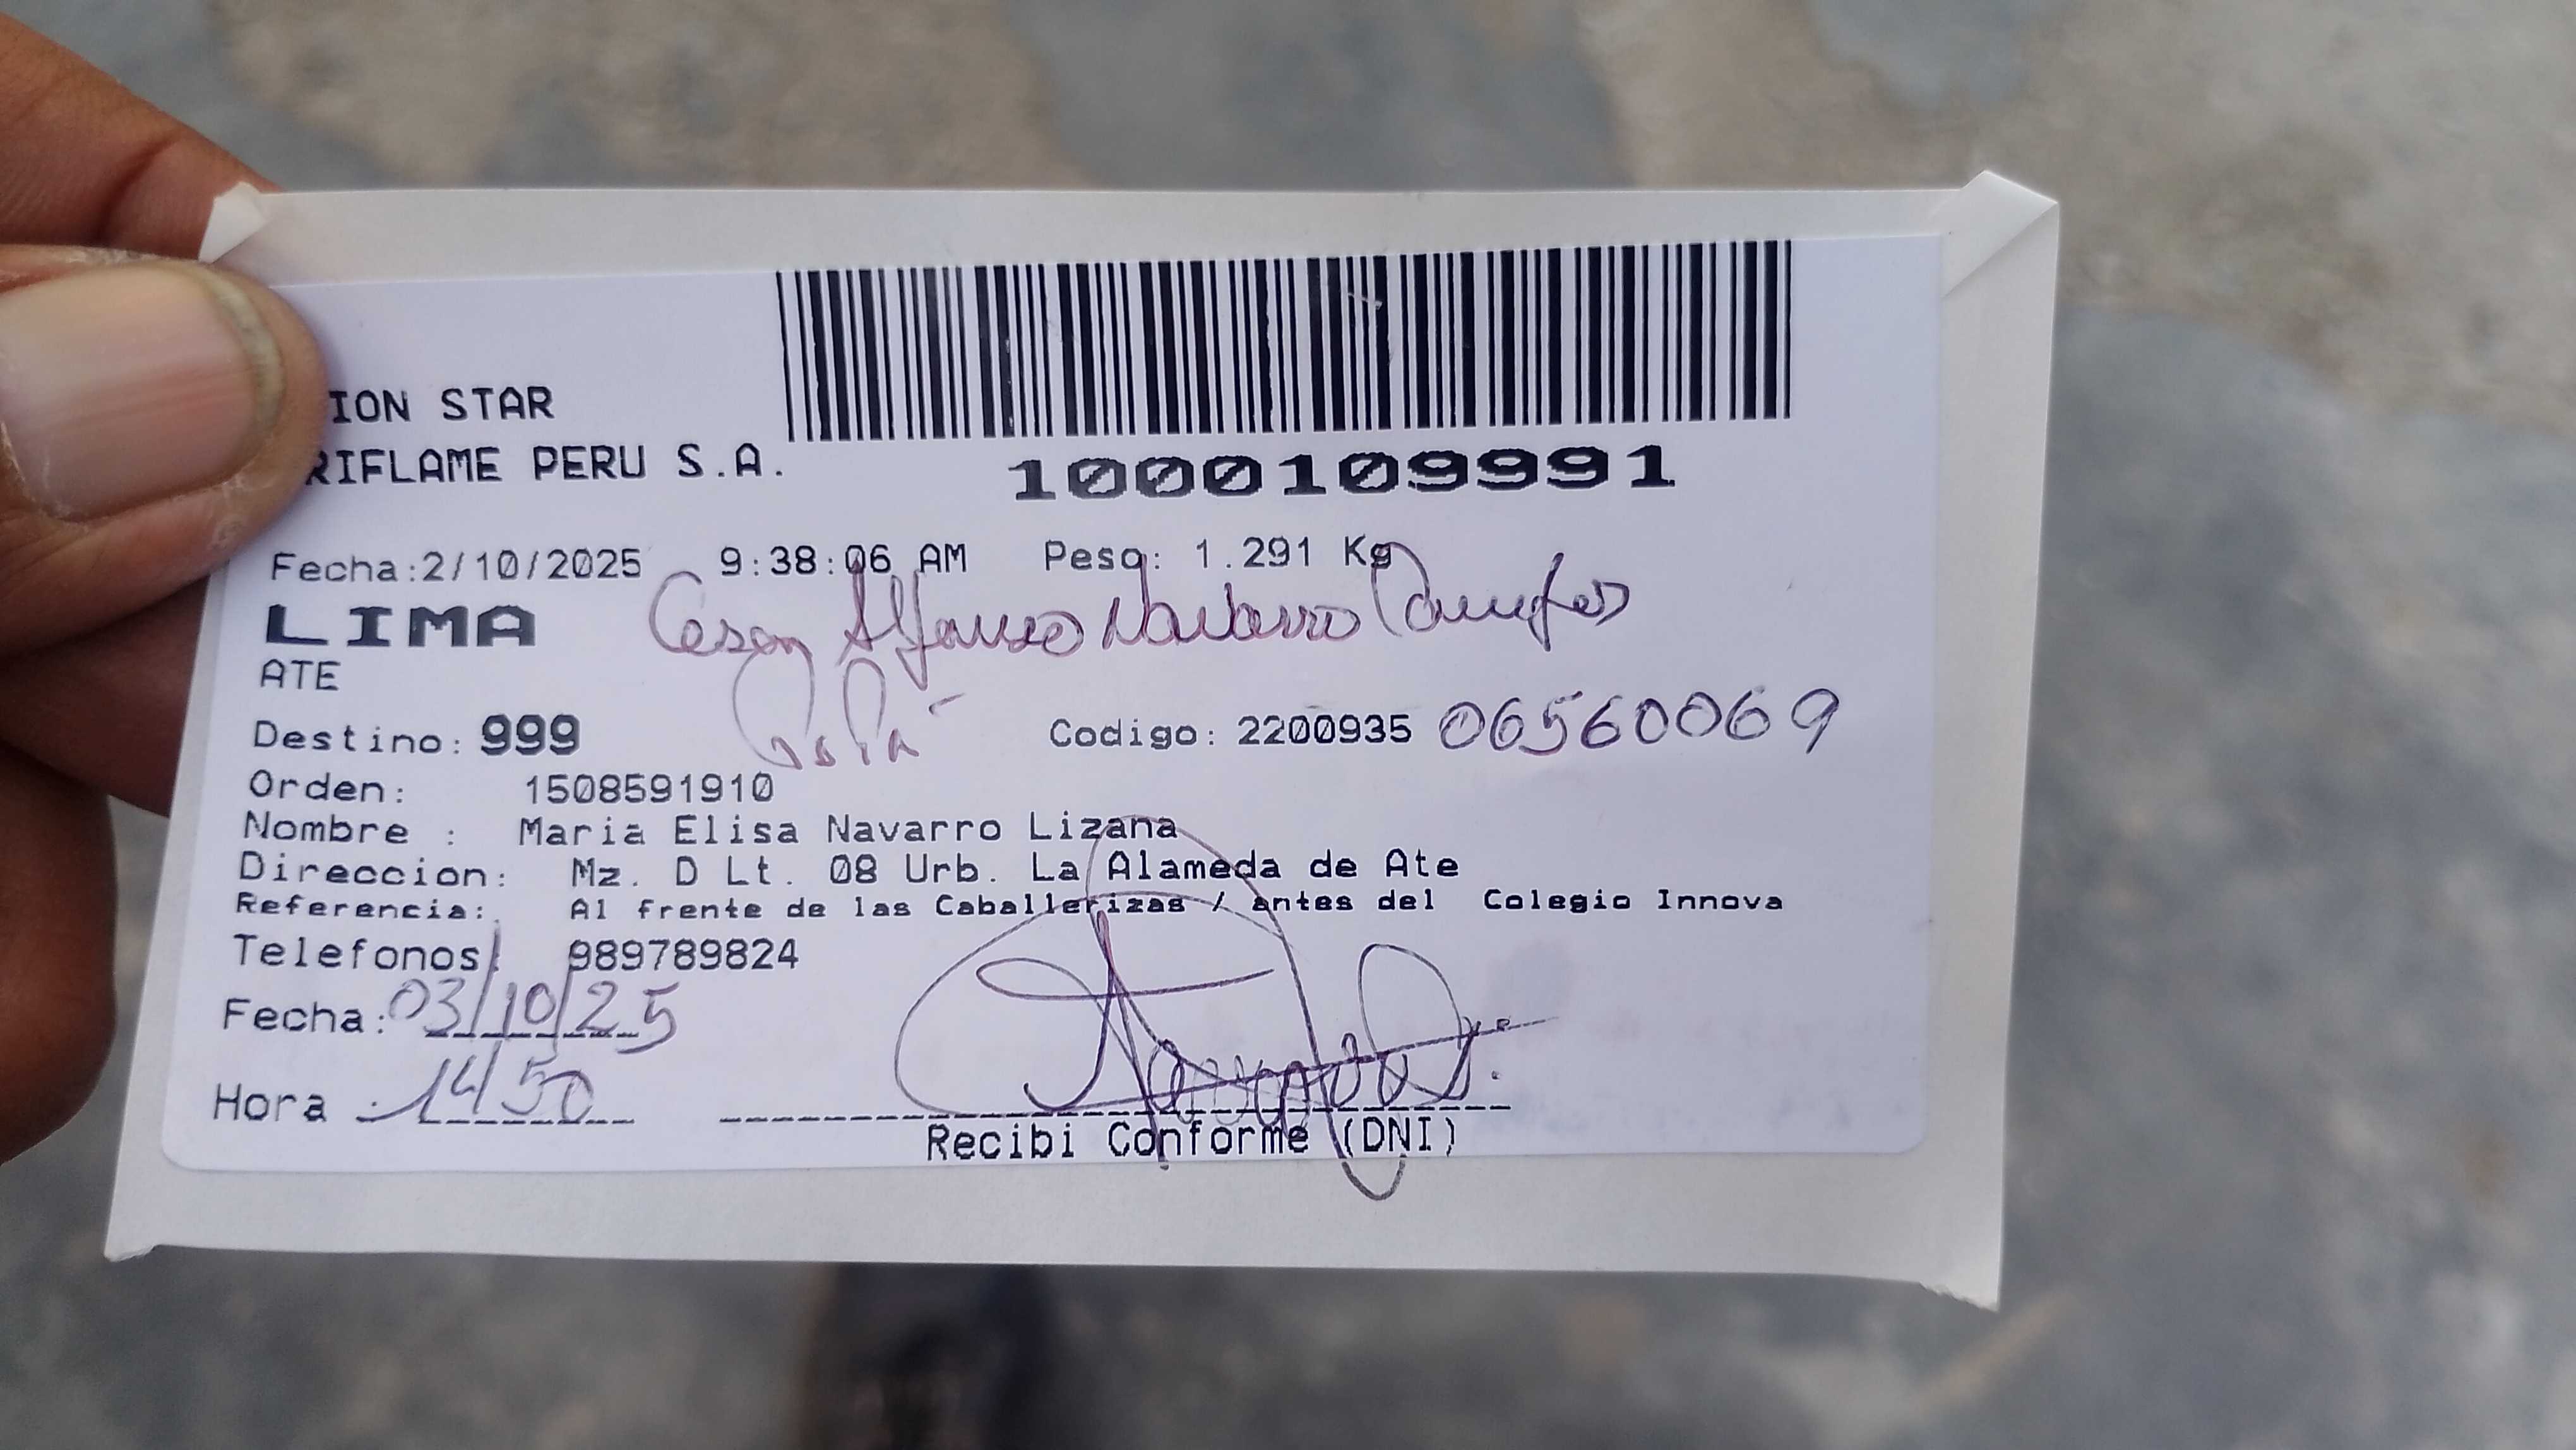 ION STAR
RIFLAME PERU S.A.
1000109991
Fecha:2/10/2025 9:38:06 AM Peso: 1.291 Kg
LIMA
Cesar Alfonso Navarro
ATE
Papá
Destino: 999 Codigo: 2200935 06560069
Orden: 1508591910
Nombre : Maria Elisa Navarro Lizana
Direccion: Mz. D Lt. 08 Urb. La Alameda de Ate
Referencia: Al frente de las Caballerizas / antes del Colegio Innova
Telefonos: 989789824
Fecha: 03/10/25
Hora : 14/50
Recibi Conforme (DNI)